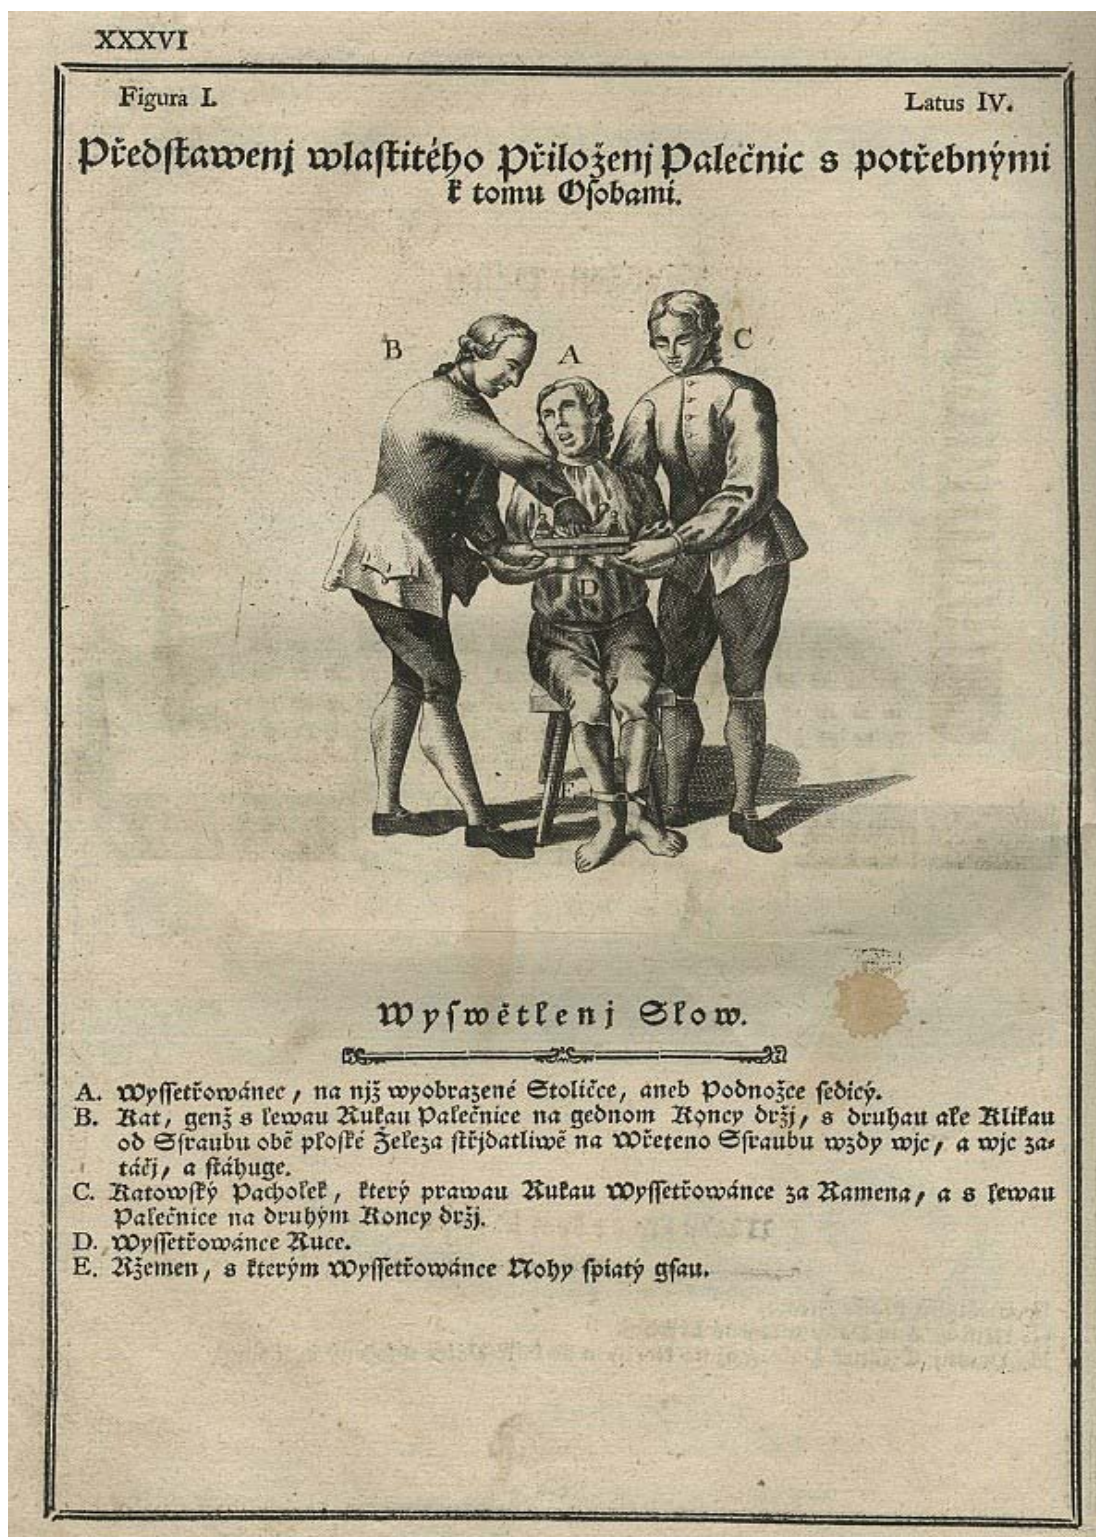 XXXVI
Figura I.
Latus IV.
Představenj wlastitého Přiloženj Palečnic s potřebnými
k tomu Osobami.
B
A
C
D
E
Wyswětlenj Slow.
A. Wyssetřowánec, na njž wyobrazené Stoličce, aneb Podnožce sedicý.
B. Kat, genž s lewau Rukau Palečnice na gednom Koncy držj, s druhau ale Klikau
od Ssraubu obě ploské Železa střjdatliwě na Wřeteno Ssraubu wzdy wjc, a wjc za-
táčj, a stáhuge.
C. Katowský Pacholek, který prawau Rukau Wyssetřowánce za Ramena, a s lewau
Palečnice na druhým Koncy držj.
D. Wyssetřowánce Ruce.
E. Ržemen, s kterým Wyssetřowánce Nohy spiatý gsau.